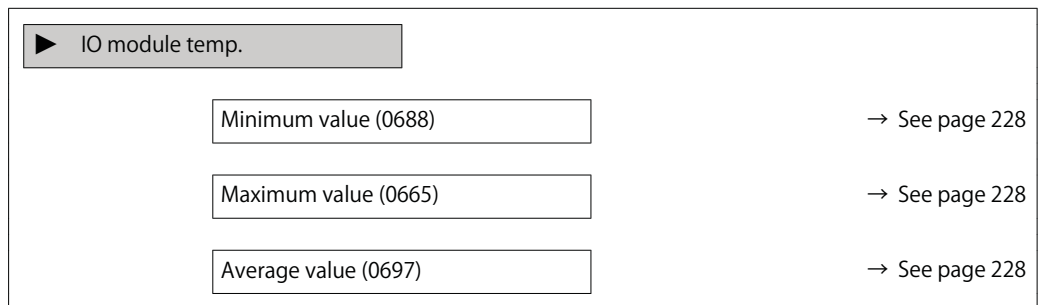 ▶ IO module temp.
Minimum value (0688) → See page 228
Maximum value (0665) → See page 228
Average value (0697) → See page 228